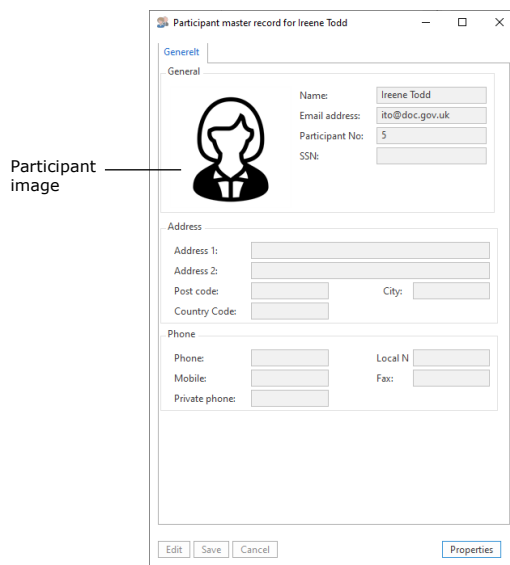 Participant master record for Ireene Todd
Generelt
General
Name: Ireene Todd
Email address: ito@doc.gov.uk
Participant No: 5
SSN:
Participant
image
Address
Address 1:
Address 2:
Post code: City:
Country Code:
Phone
Phone: Local N
Mobile: Fax:
Private phone:
Edit Save Cancel Properties